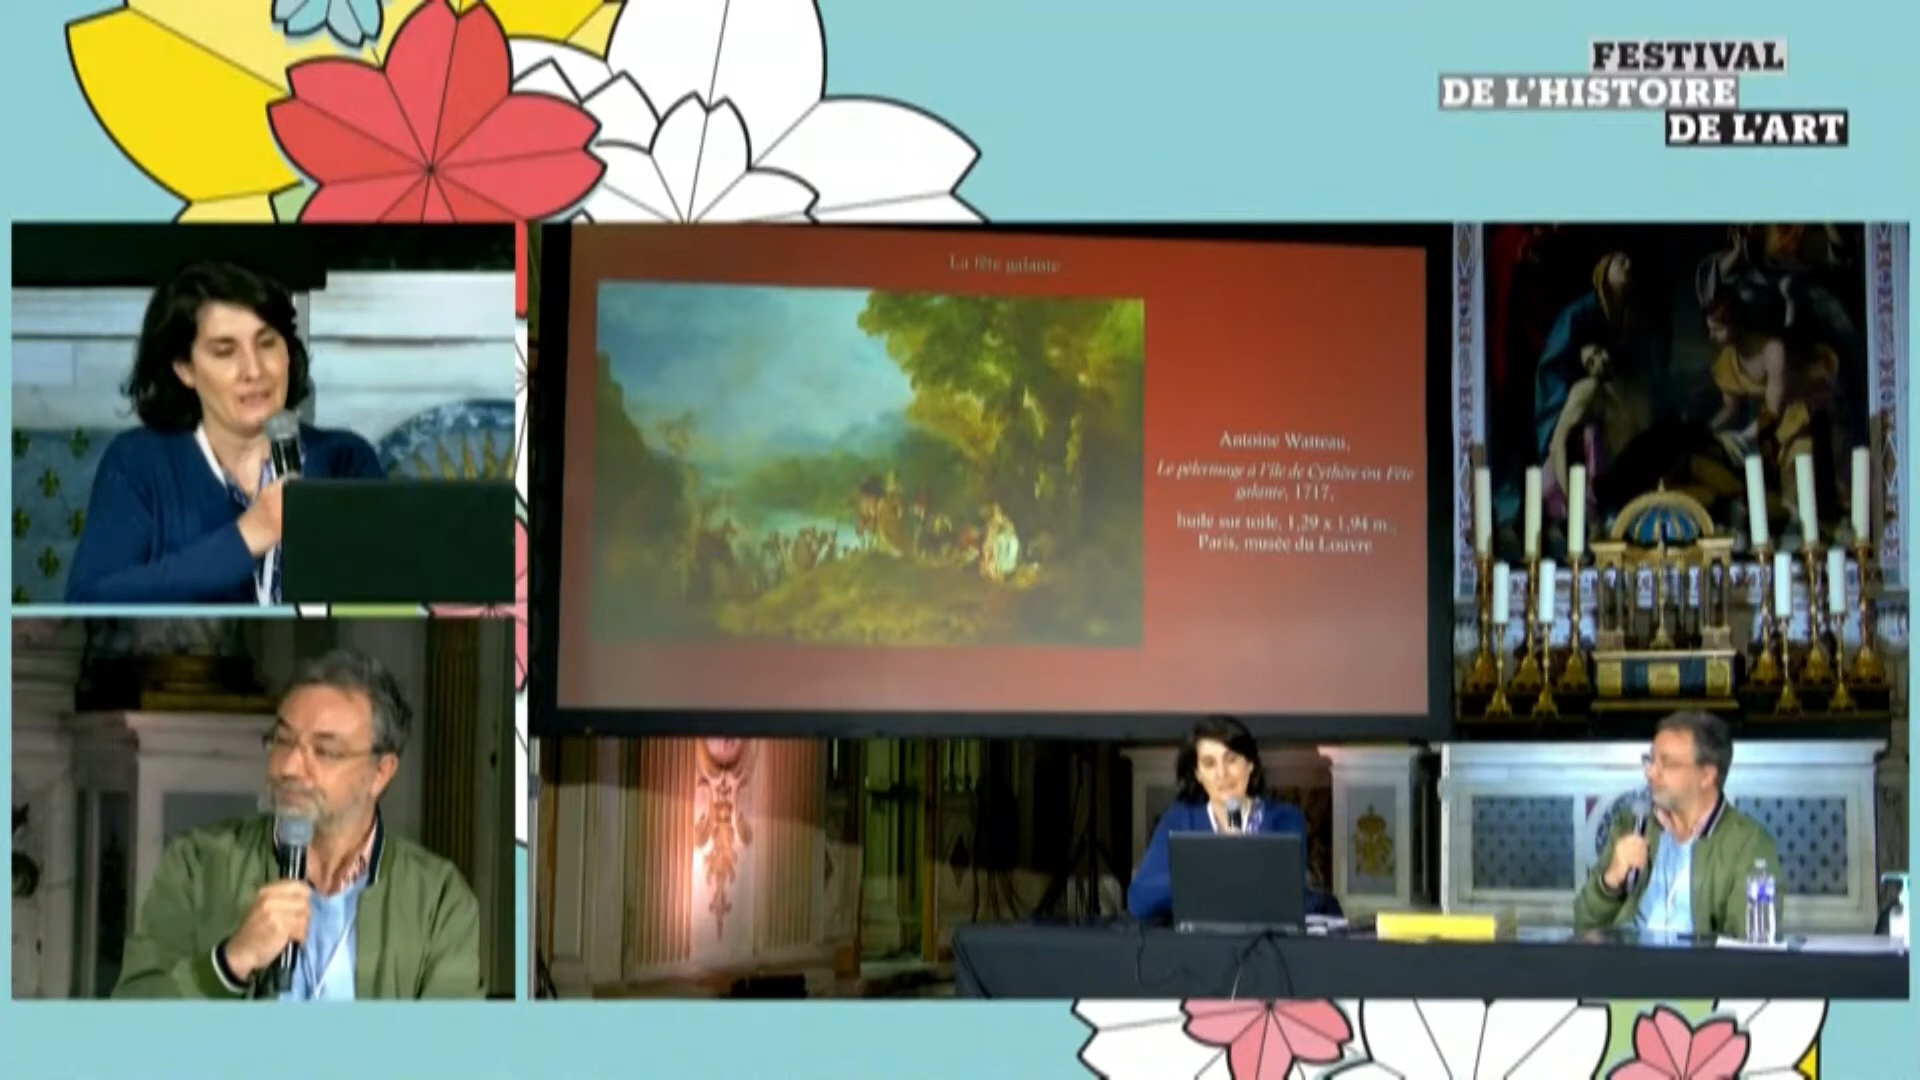 FESTIVAL
DE L'HISTOIRE
DE L'ART
La fête galante
Antoine Watteau,
Le pèlerinage à l'île de Cythère ou Fête
galante, 1717,
huile sur toile, 1,29 x 1,94 m.,
Paris, musée du Louvre